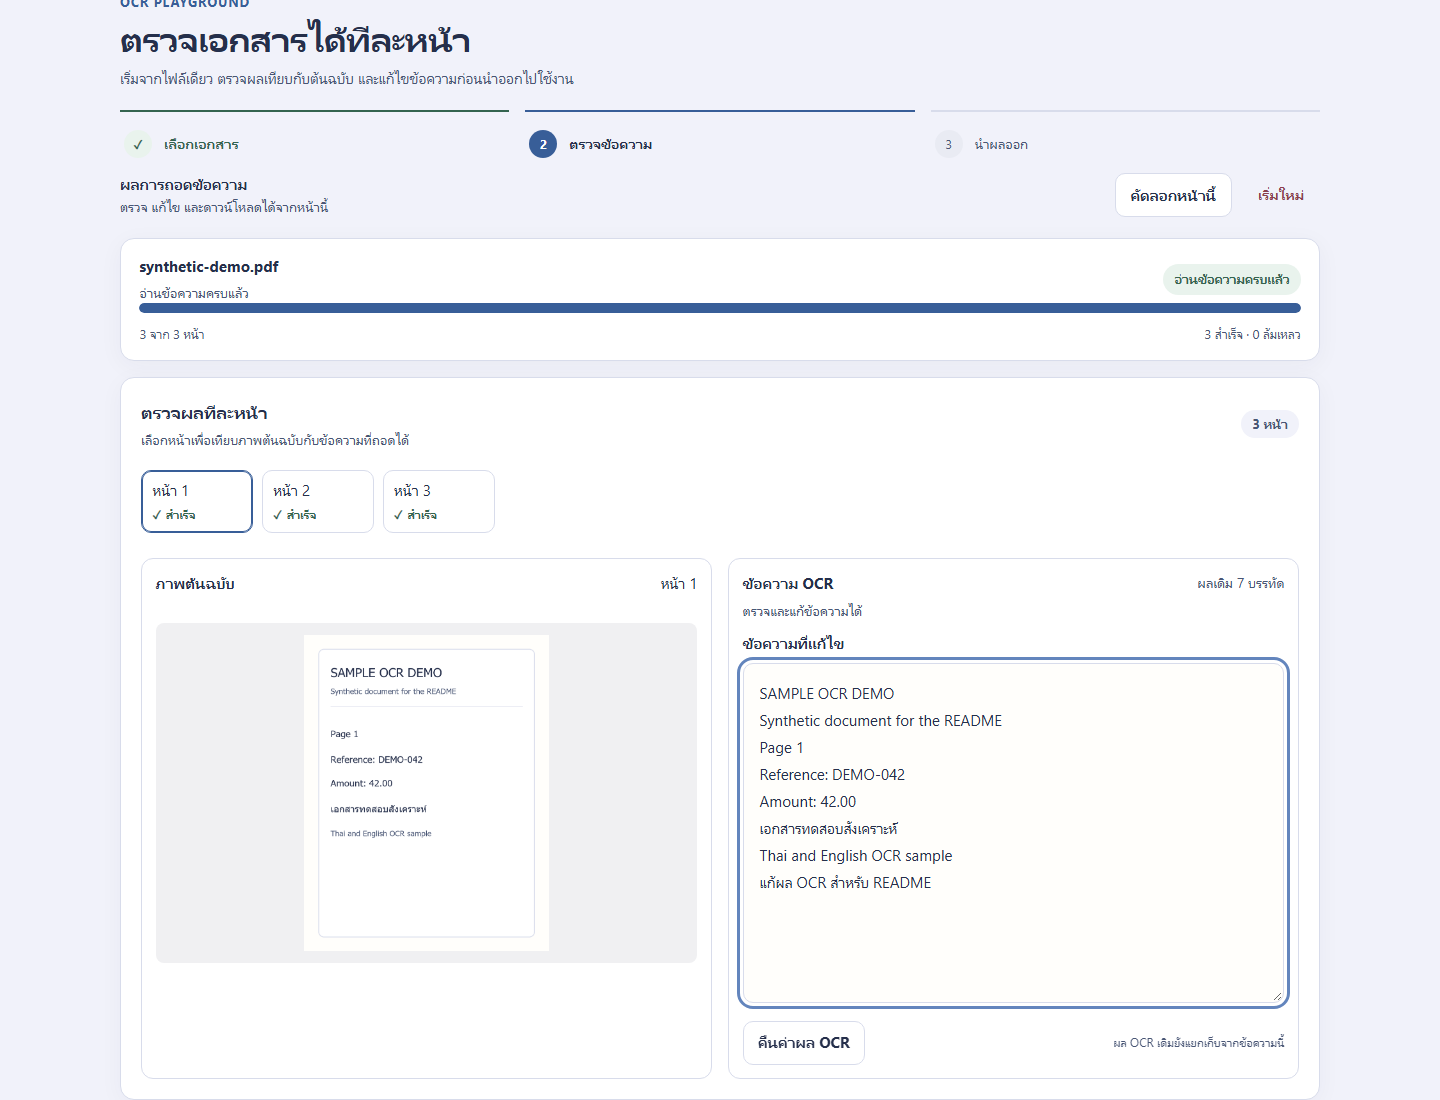 OCR PLAYGROUND
ตรวจเอกสารได้ทีละหน้า
เริ่มจากไฟล์เดียว ตรวจผลเทียบกับต้นฉบับ และแก้ไขข้อความก่อนนำออกไปใช้งาน
✓ เลือกเอกสาร
2 ตรวจข้อความ
3 นำผลออก
ผลการถอดข้อความ
ตรวจ แก้ไข และดาวน์โหลดได้จากหน้านี้
คัดลอกหน้านี้
เริ่มใหม่
synthetic-demo.pdf
อ่านข้อความครบแล้ว
อ่านข้อความครบแล้ว
3 จาก 3 หน้า
3 สำเร็จ · 0 ล้มเหลว
ตรวจผลทีละหน้า
เลือกหน้าเพื่อเทียบภาพต้นฉบับกับข้อความที่ถอดได้
3 หน้า
หน้า 1
✓ สำเร็จ
หน้า 2
✓ สำเร็จ
หน้า 3
✓ สำเร็จ
ภาพต้นฉบับ
หน้า 1
SAMPLE OCR DEMO
Synthetic document for the README
Page 1
Reference: DEMO-042
Amount: 42.00
เอกสารทดสอบสังเคราะห์
Thai and English OCR sample
ข้อความ OCR
ผลเดิม 7 บรรทัด
ตรวจและแก้ข้อความได้
ข้อความที่แก้ไข
SAMPLE OCR DEMO
Synthetic document for the README
Page 1
Reference: DEMO-042
Amount: 42.00
เอกสารทดสอบสังเคราะห์
Thai and English OCR sample
แก้ผล OCR สำหรับ README
คืนค่าผล OCR
ผล OCR เดิมยังแยกเก็บจากข้อความนี้